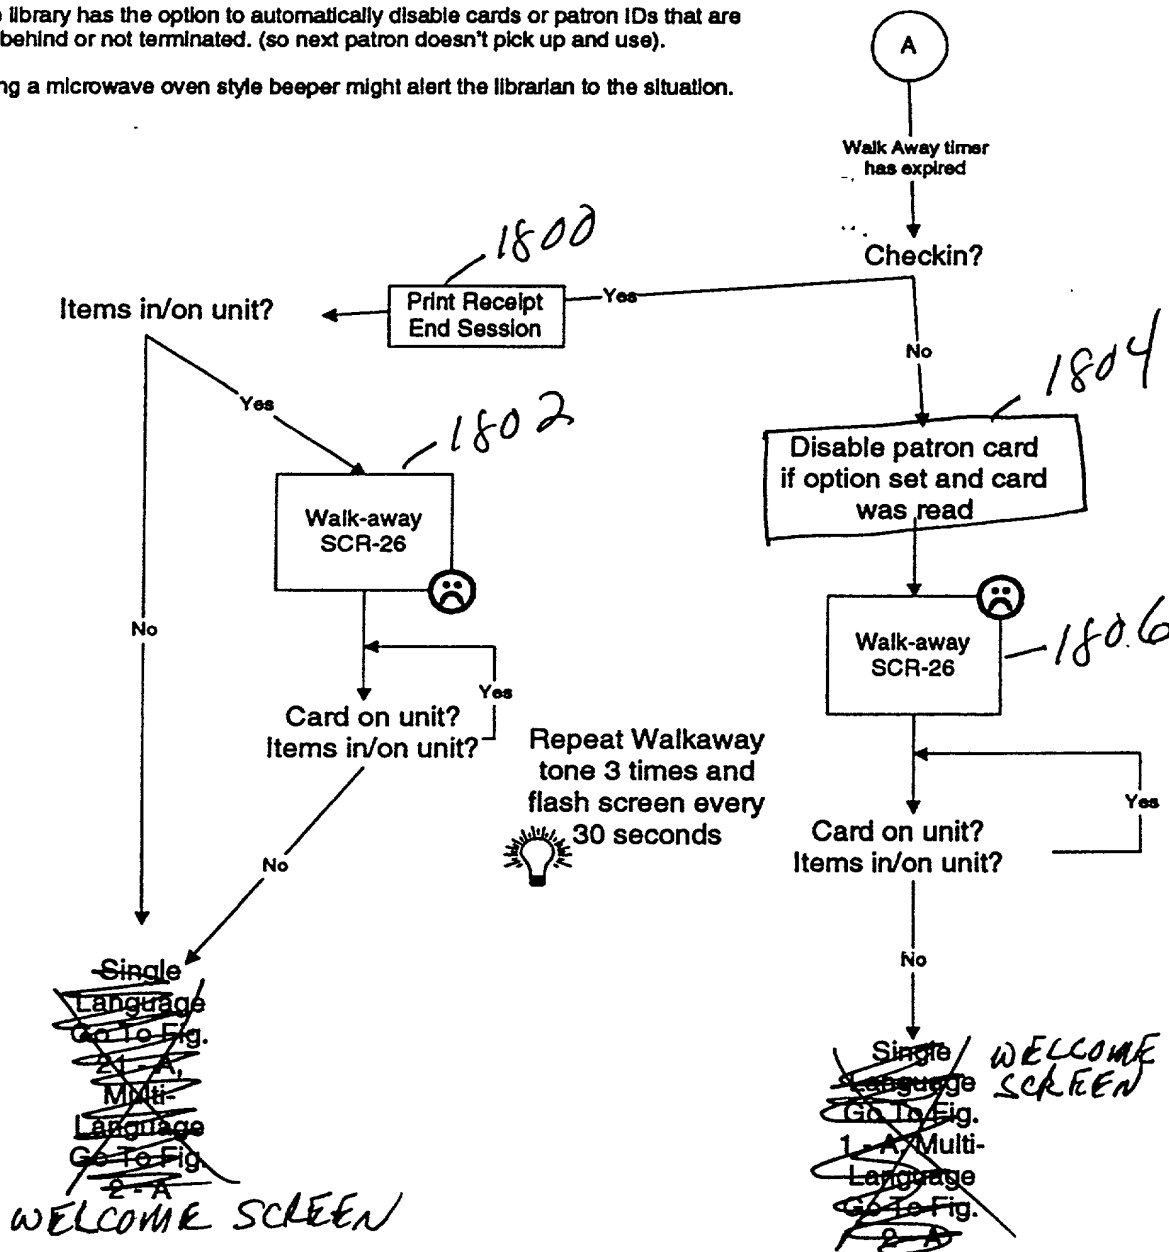 library has the option to automatically disable cards or patron IDs that are
behind or not terminated. (so next patron doesn't pick up and use).
ng a microwave oven style beeper might alert the librarian to the situation.
A
Walk Away timer
has expired
Checkin?
1800
Yes
Print Receipt
End Session
Items in/on unit?
No
1804
Yes
1802
Disable patron card
if option set and card
was read
Walk-away
SCR-26
No
Walk-away
SCR-26
1806
Yes
Card on unit?
Items in/on unit?
Repeat Walkaway
tone 3 times and
flash screen every
30 seconds
Yes
Card on unit?
Items in/on unit?
No
No
Single
Language
Go To Fig.
21 - A,
Multi-
Language
Go To Fig.
2 - A
WELCOME SCREEN
Single
Language
Go To Fig.
1 - A, Multi-
Language
Go To Fig.
2 - A
WELCOME
SCREEN